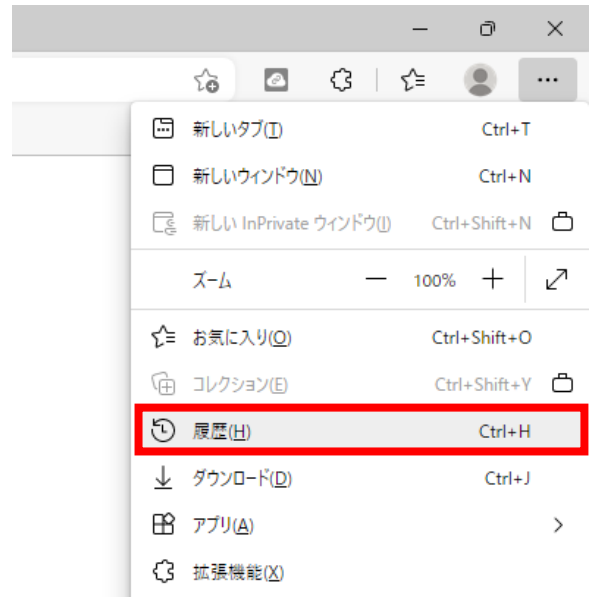 新しいタブ(T) Ctrl+T
新しいウィンドウ(N) Ctrl+N
新しい InPrivate ウィンドウ(I) Ctrl+Shift+N
ズーム 100%
お気に入り(O) Ctrl+Shift+O
コレクション(E) Ctrl+Shift+Y
履歴(H) Ctrl+H
ダウンロード(D) Ctrl+J
アプリ(A)
拡張機能(X)